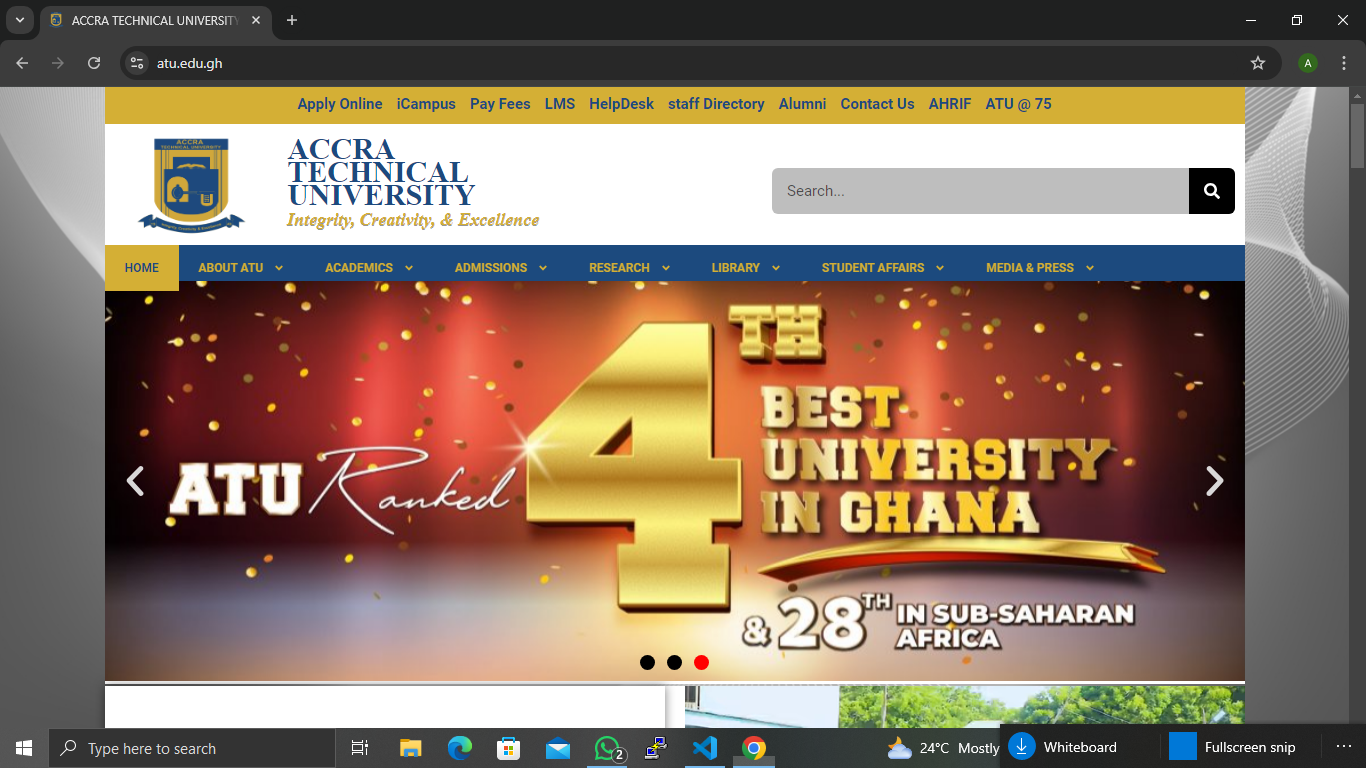 ACCRA TECHNICAL UNIVERSITY
atu.edu.gh
A
Apply Online iCampus Pay Fees LMS HelpDesk staff Directory Alumni Contact Us AHRIF ATU @ 75
ACCRA
TECHNICAL UNIVERSITY
Integrity, Creativity & Excellence
ACCRA
TECHNICAL
UNIVERSITY
Integrity, Creativity, & Excellence
Search...
HOME ABOUT ATU ACADEMICS ADMISSIONS RESEARCH LIBRARY STUDENT AFFAIRS MEDIA & PRESS
ATU Ranked 4TH
BEST
UNIVERSITY
IN GHANA
& 28TH IN SUB-SAHARAN
AFRICA
Type here to search
2
24°C Mostly
Whiteboard
Fullscreen snip